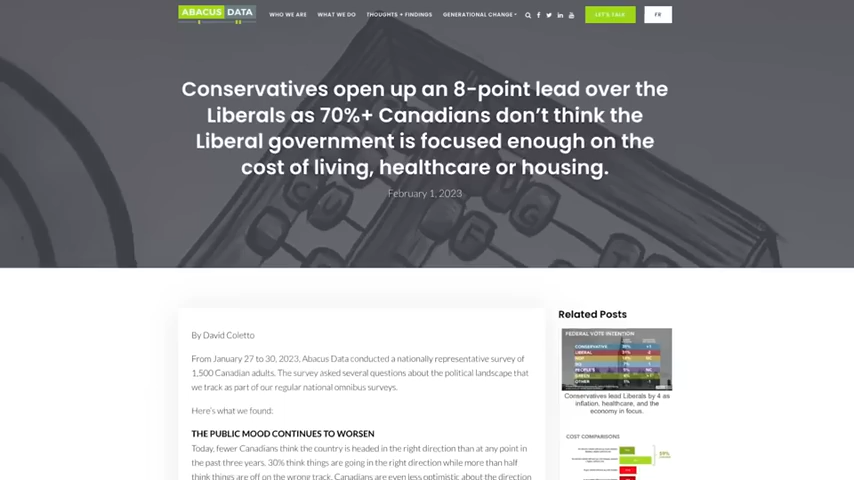 ABACUS DATA
WHO WE ARE WHAT WE DO THOUGHTS + FINDINGS GENERATIONAL CHANGE LET'S TALK FR
Conservatives open up an 8-point lead over the
Liberals as 70%+ Canadians don't think the
Liberal government is focused enough on the
cost of living, healthcare or housing.
February 1, 2023
By David Coletto
From January 27 to 30, 2023, Abacus Data conducted a nationally representative survey of
1,500 Canadian adults. The survey asked several questions about the political landscape that
we track as part of our regular national omnibus surveys.
Here's what we found:
THE PUBLIC MOOD CONTINUES TO WORSEN
Today, fewer Canadians think the country is headed in the right direction than at any point in
the past three years. 30% think things are going in the right direction while more than half
think things are off on the wrong track. Canadians are even less optimistic about the direction
Related Posts
FEDERAL VOTE INTENTION
CONSERVATIVE
LIBERAL
NDP
BQ
PEOPLE'S
GREEN
OTHER
Conservatives lead Liberals by 4 as
inflation, healthcare, and the
economy in focus.
COST COMPARISONS